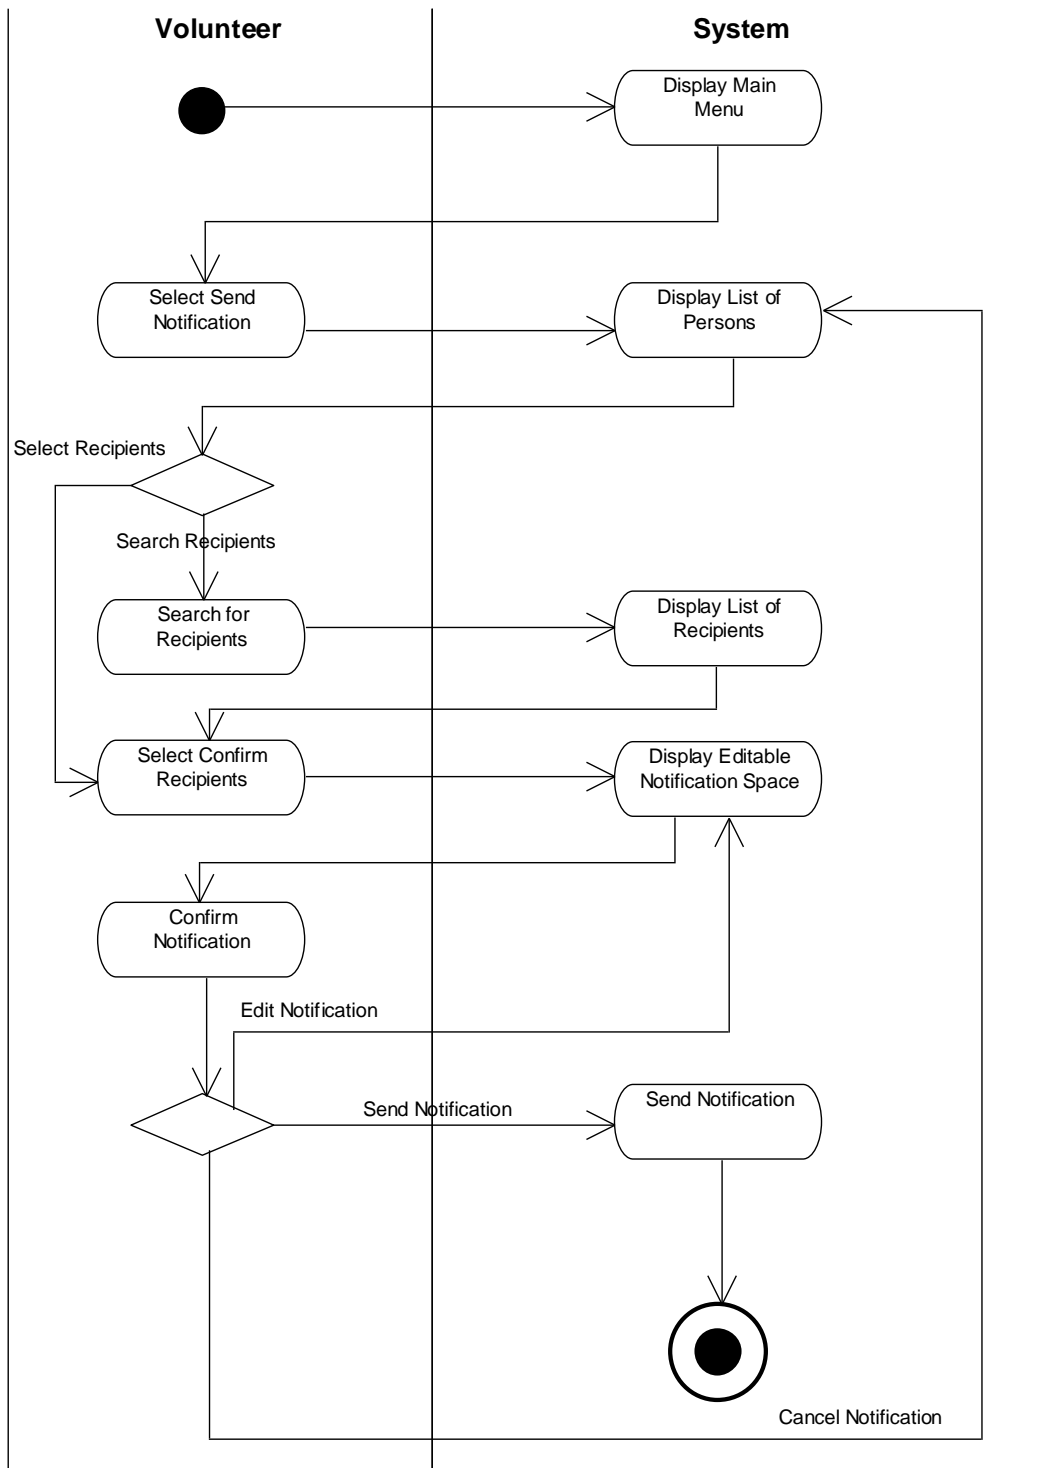 Volunteer
System
Display Main
Menu
Select Send
Notification
Display List of
Persons
Select Recipients
Search Recipients
Search for
Recipients
Display List of
Recipients
Select Confirm
Recipients
Display Editable
Notification Space
Confirm
Notification
Edit Notification
Send Notification
Send Notification
Cancel Notification